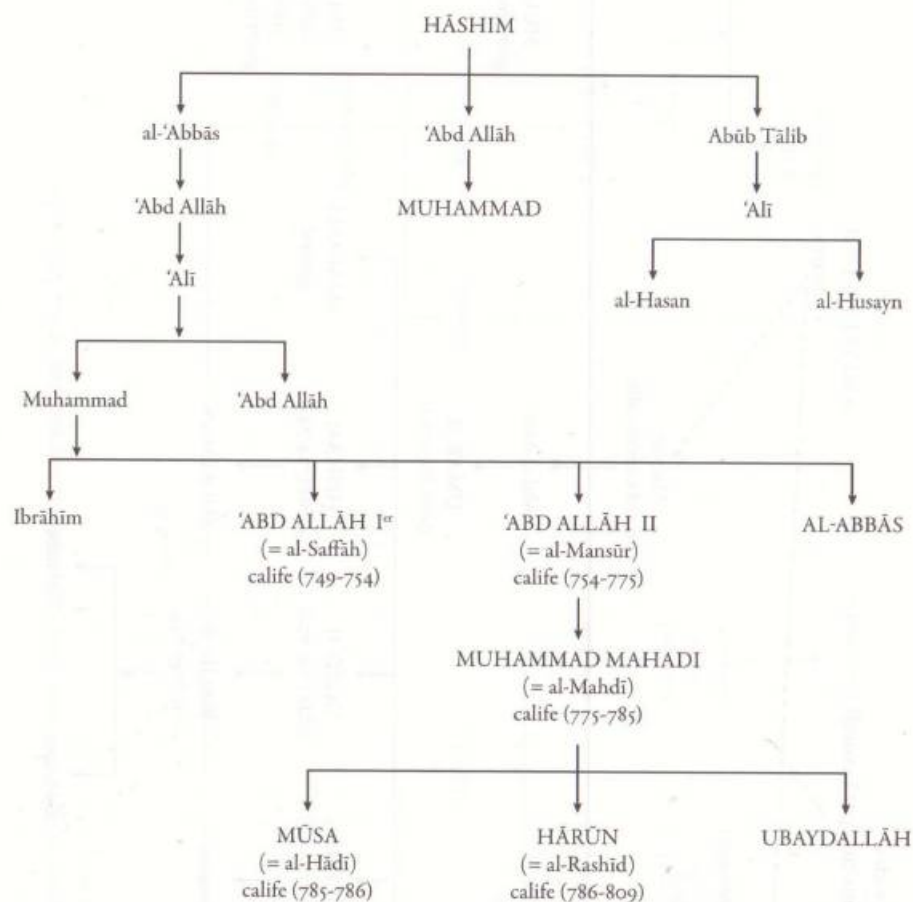 HĀSHIM
al-‘Abbās
‘Abd Allāh
Abūb Tālib
‘Abd Allāh
MUHAMMAD
‘Alī
‘Alī
al-Hasan
al-Husayn
Muhammad
‘Abd Allāh
Ibrāhīm
‘ABD ALLĀH Iᵉʳ
(= al-Saffāh)
calife (749-754)
‘ABD ALLĀH II
(= al-Mansūr)
calife (754-775)
AL-ABBĀS
MUHAMMAD MAHADI
(= al-Mahdī)
calife (775-785)
MŪSA
(= al-Hādī)
calife (785-786)
HĀRŪN
(= al-Rashīd)
calife (786-809)
UBAYDALLĀH